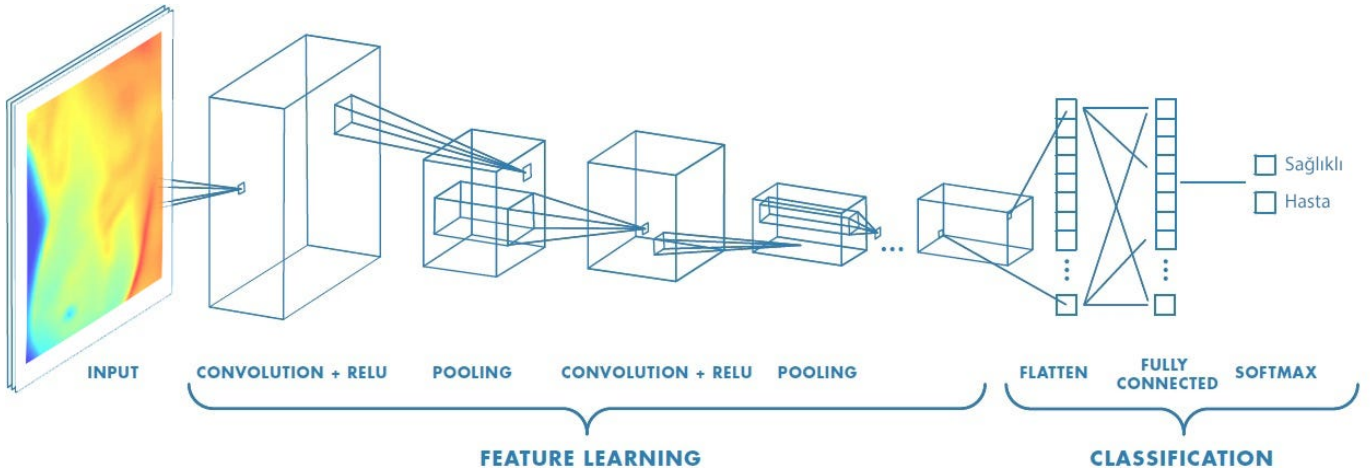 Sağlıklı
Hasta
INPUT
CONVOLUTION + RELU
POOLING
CONVOLUTION + RELU
POOLING
FLATTEN
FULLY
CONNECTED
SOFTMAX
FEATURE LEARNING
CLASSIFICATION